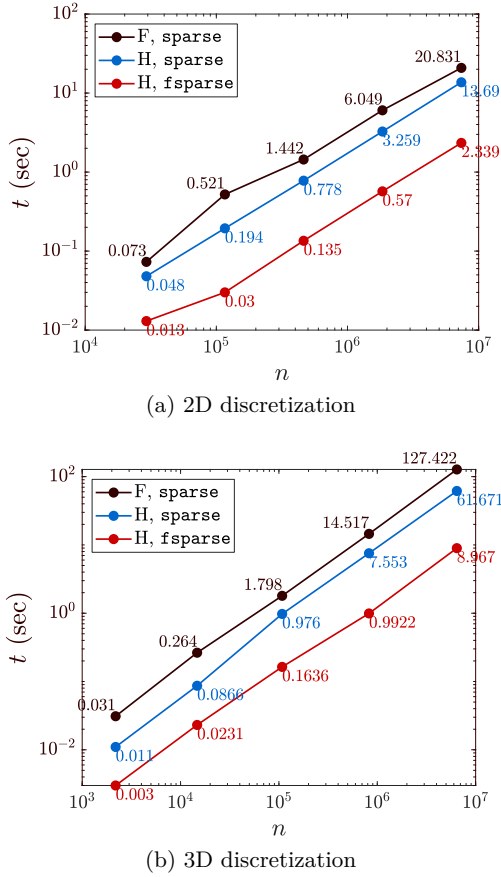 10^2
F, sparse
H, sparse
H, fsparse
20.831
10^1
13.69
6.049
3.259
2.339
t (sec)
10^0
1.442
0.778
0.57
0.521
0.194
0.135
10^-1
0.073
0.048
0.03
0.013
10^-2
10^4 10^5 10^6 10^7
n
(a) 2D discretization
127.422
10^2
F, sparse
H, sparse
H, fsparse
61.671
14.517
7.553
8.967
t (sec)
1.798
10^0
0.976
0.9922
0.264
0.1636
0.0866
0.031
0.0231
10^-2
0.011
0.003
10^3 10^4 10^5 10^6 10^7
n
(b) 3D discretization